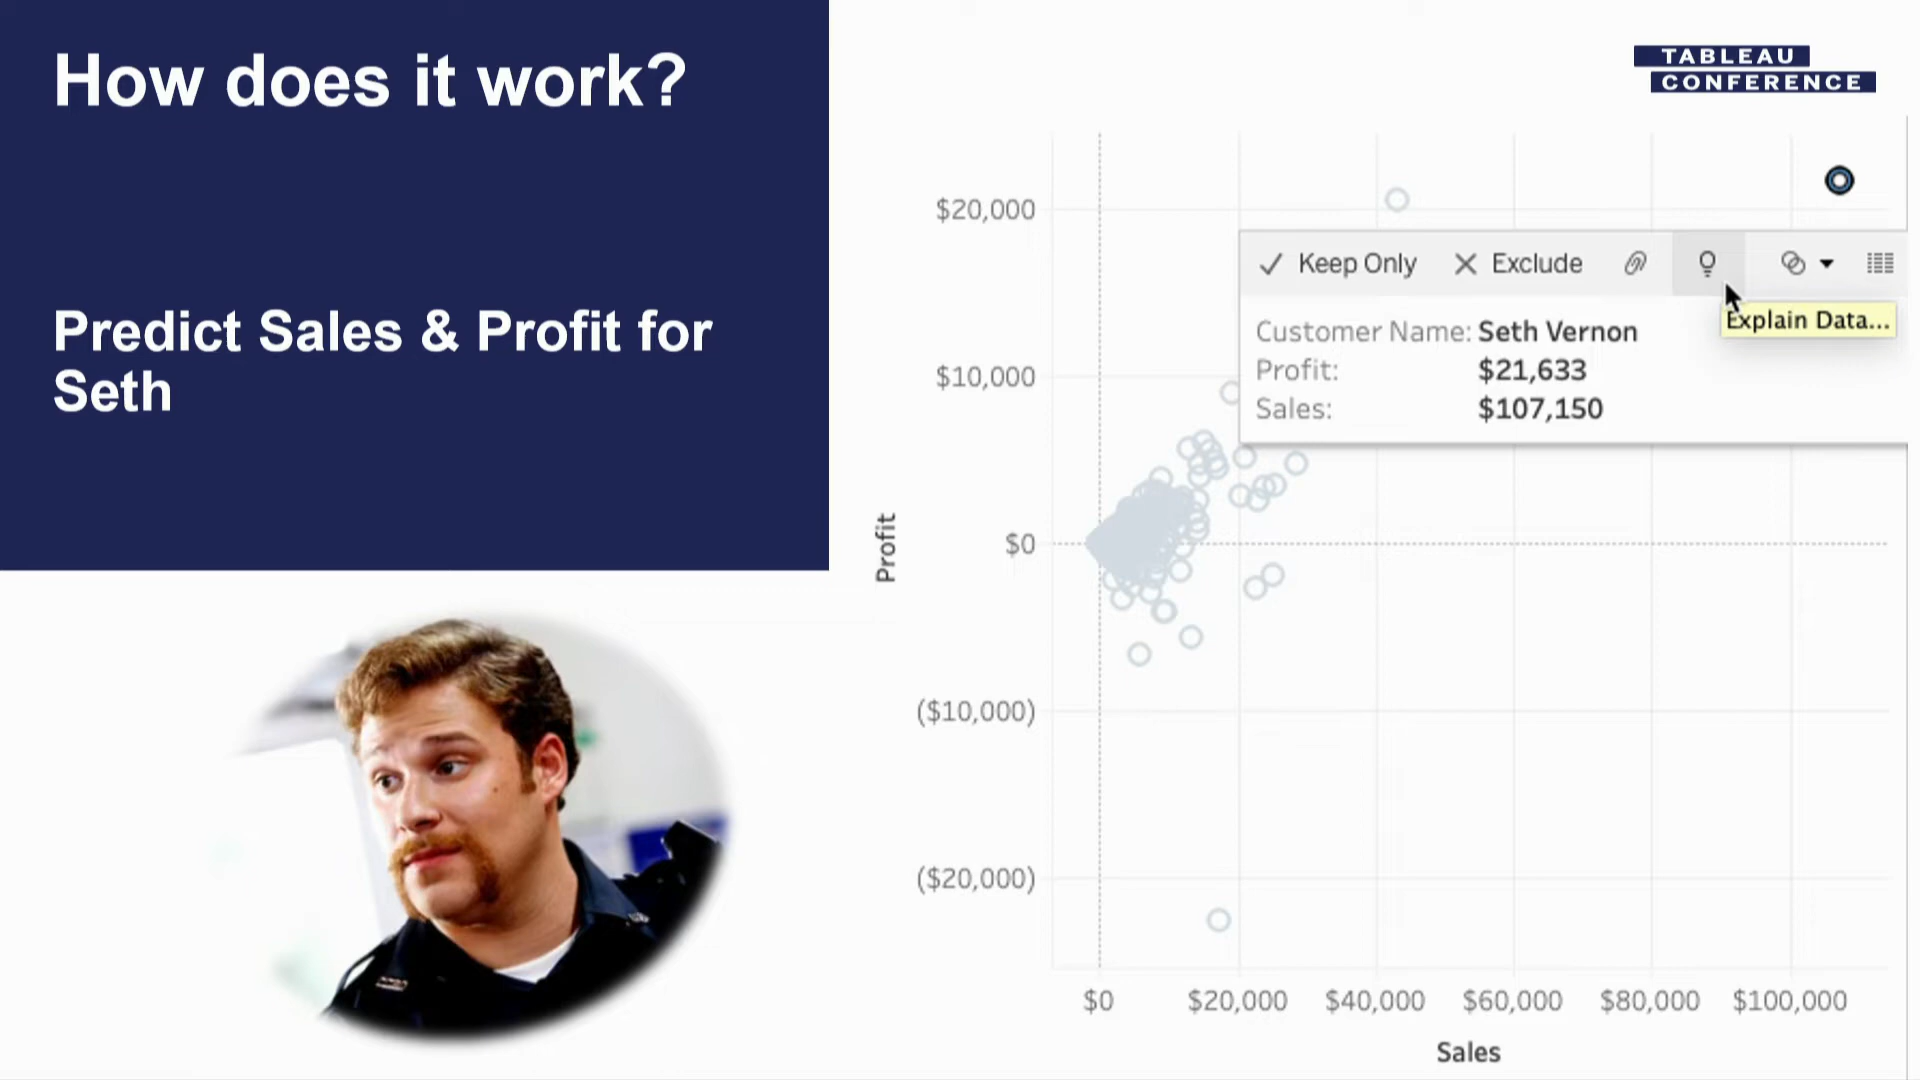 How does it work?
Predict Sales & Profit for
Seth
TABLEAU
CONFERENCE
$20,000
Keep Only
Exclude
Explain Data...
Customer Name: Seth Vernon
Profit: $21,633
Sales: $107,150
$10,000
$0
($10,000)
($20,000)
Profit
$0 $20,000 $40,000 $60,000 $80,000 $100,000
Sales